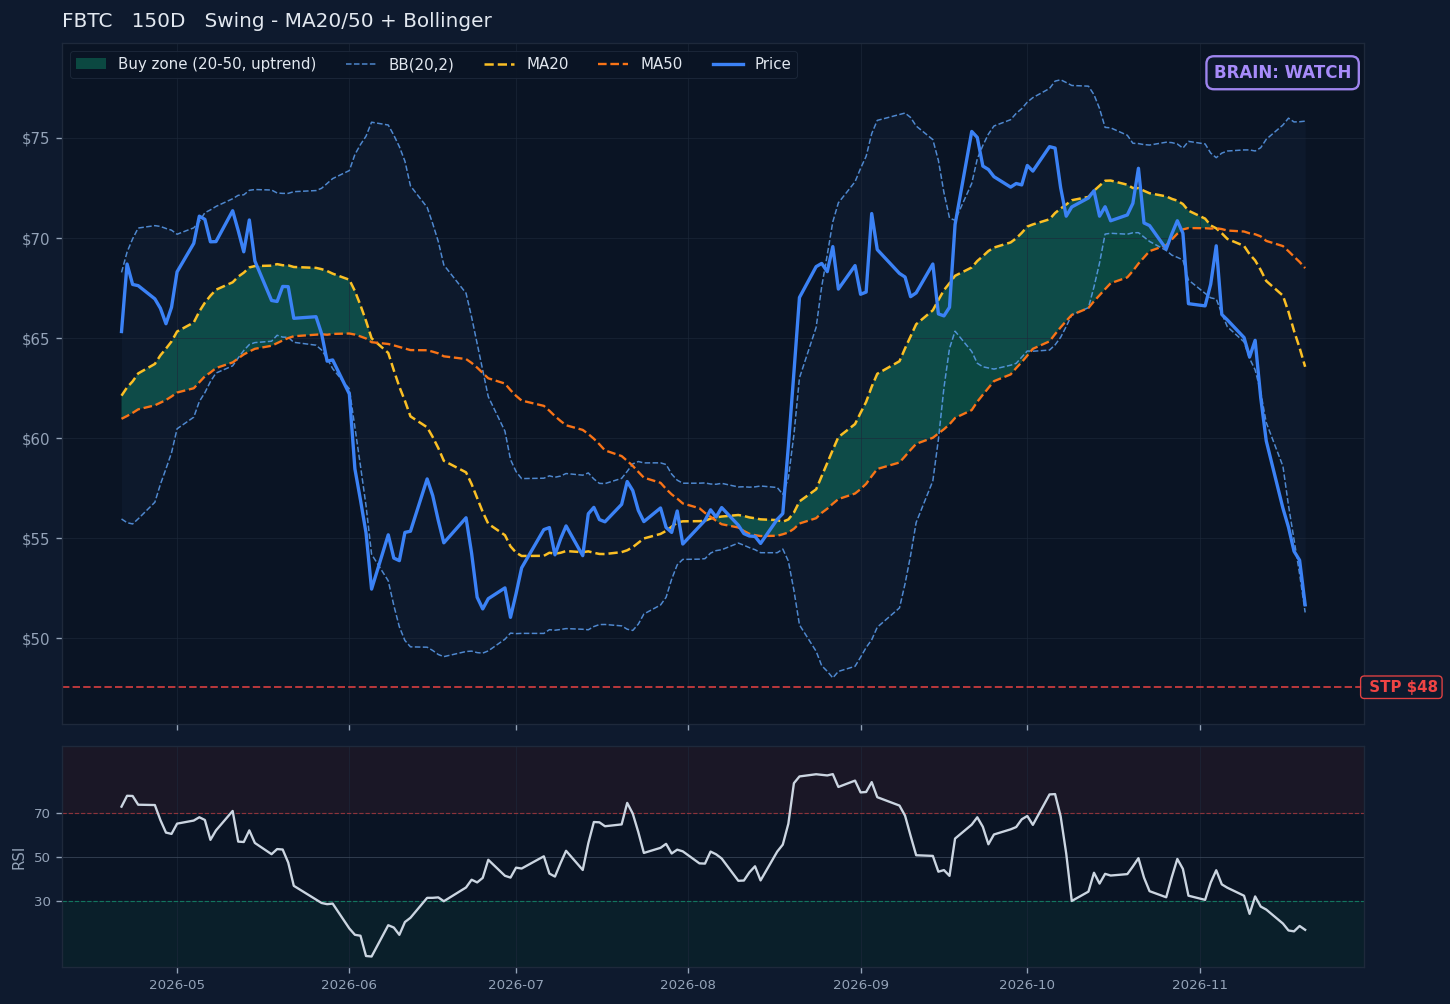 FBTC   150D   Swing - MA20/50 + Bollinger
Buy zone (20-50, uptrend)   BB(20,2)   MA20   MA50   Price
BRAIN: WATCH
$75
$70
$65
$60
$55
$50
STP $48
70
50
30
RSI
2026-05   2026-06   2026-07   2026-08   2026-09   2026-10   2026-11